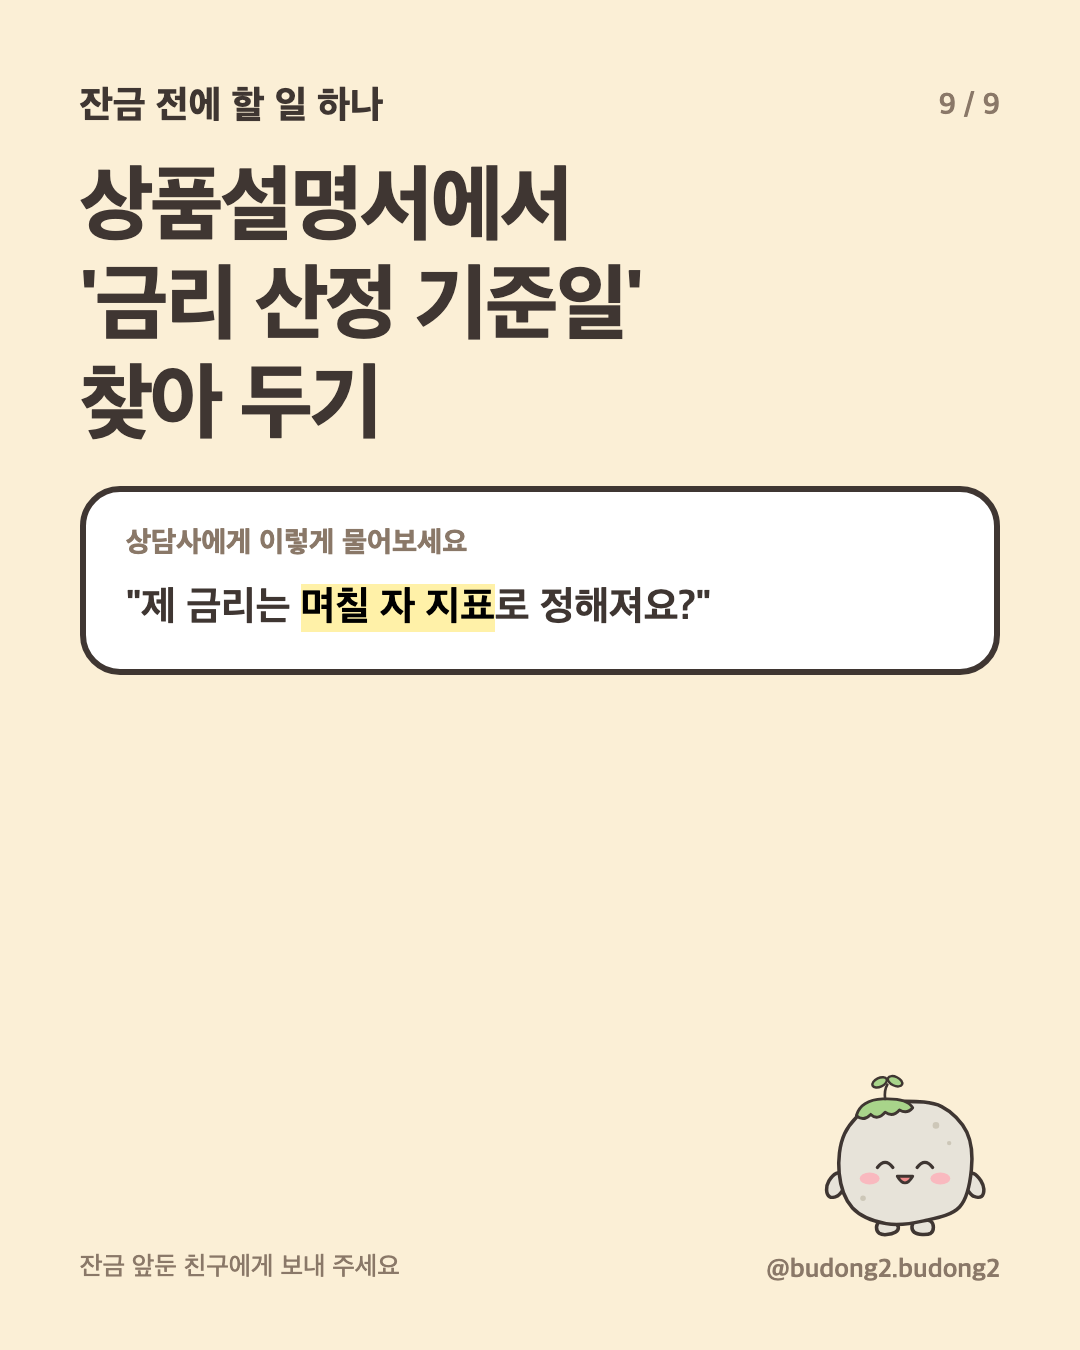 잔금 전에 할 일 하나
9 / 9
상품설명서에서
'금리 산정 기준일'
찾아 두기
상담사에게 이렇게 물어보세요
"제 금리는 며칠 자 지표로 정해져요?"
잔금 앞둔 친구에게 보내 주세요
@budong2.budong2